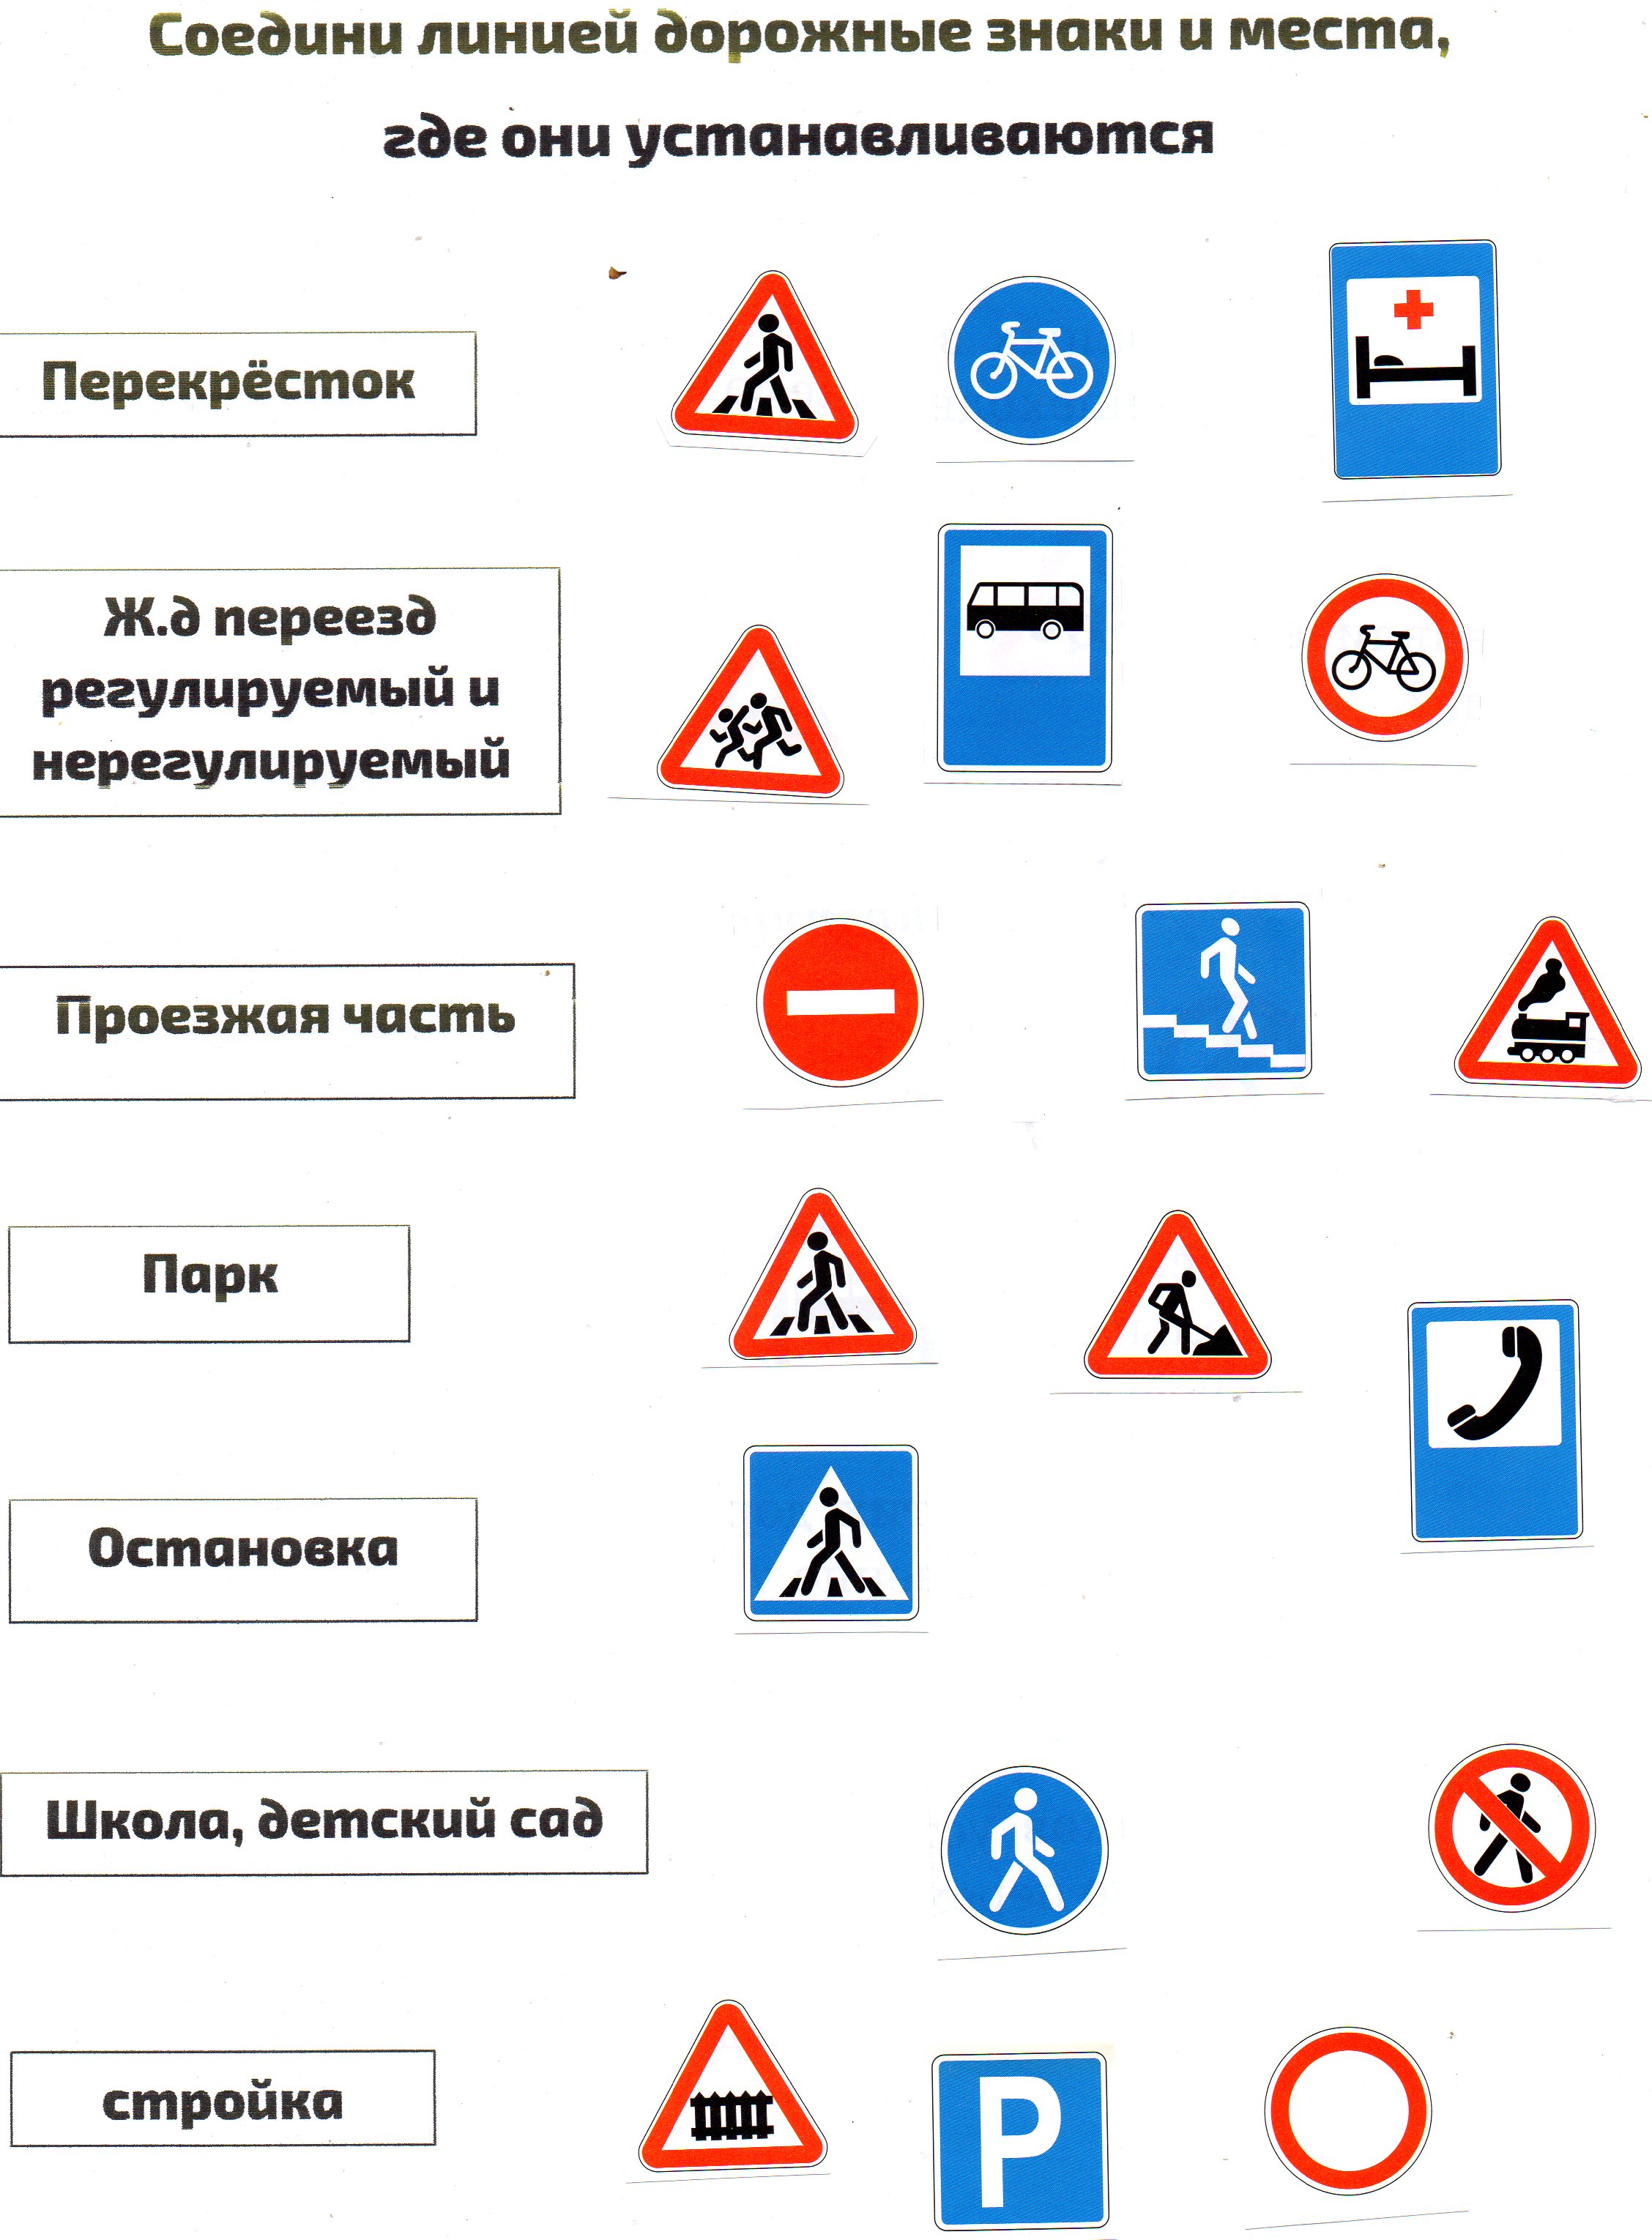 Соедини линией дорожные знаки и места,
где они устанавливаются
Перекрёсток
Ж.д переезд
регулируемый и
нерегулируемый
Проезжая часть
Парк
Остановка
Школа, детский сад
стройка
P